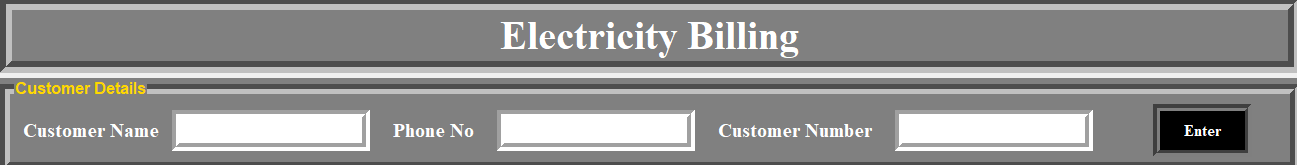 Electricity Billing
Customer Details
Customer Name Phone No Customer Number Enter